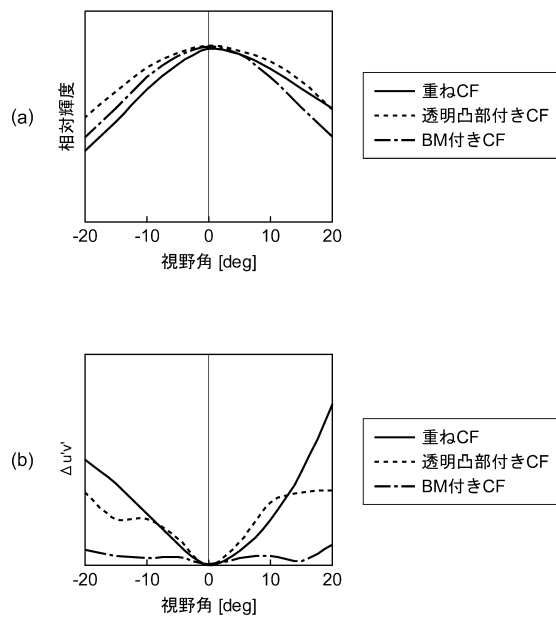 (a)
相対輝度
-20 -10 0 10 20
視野角 [deg]
重ねCF
透明凸部付きCF
BM付きCF
(b)
Δu'v'
-20 -10 0 10 20
視野角 [deg]
重ねCF
透明凸部付きCF
BM付きCF